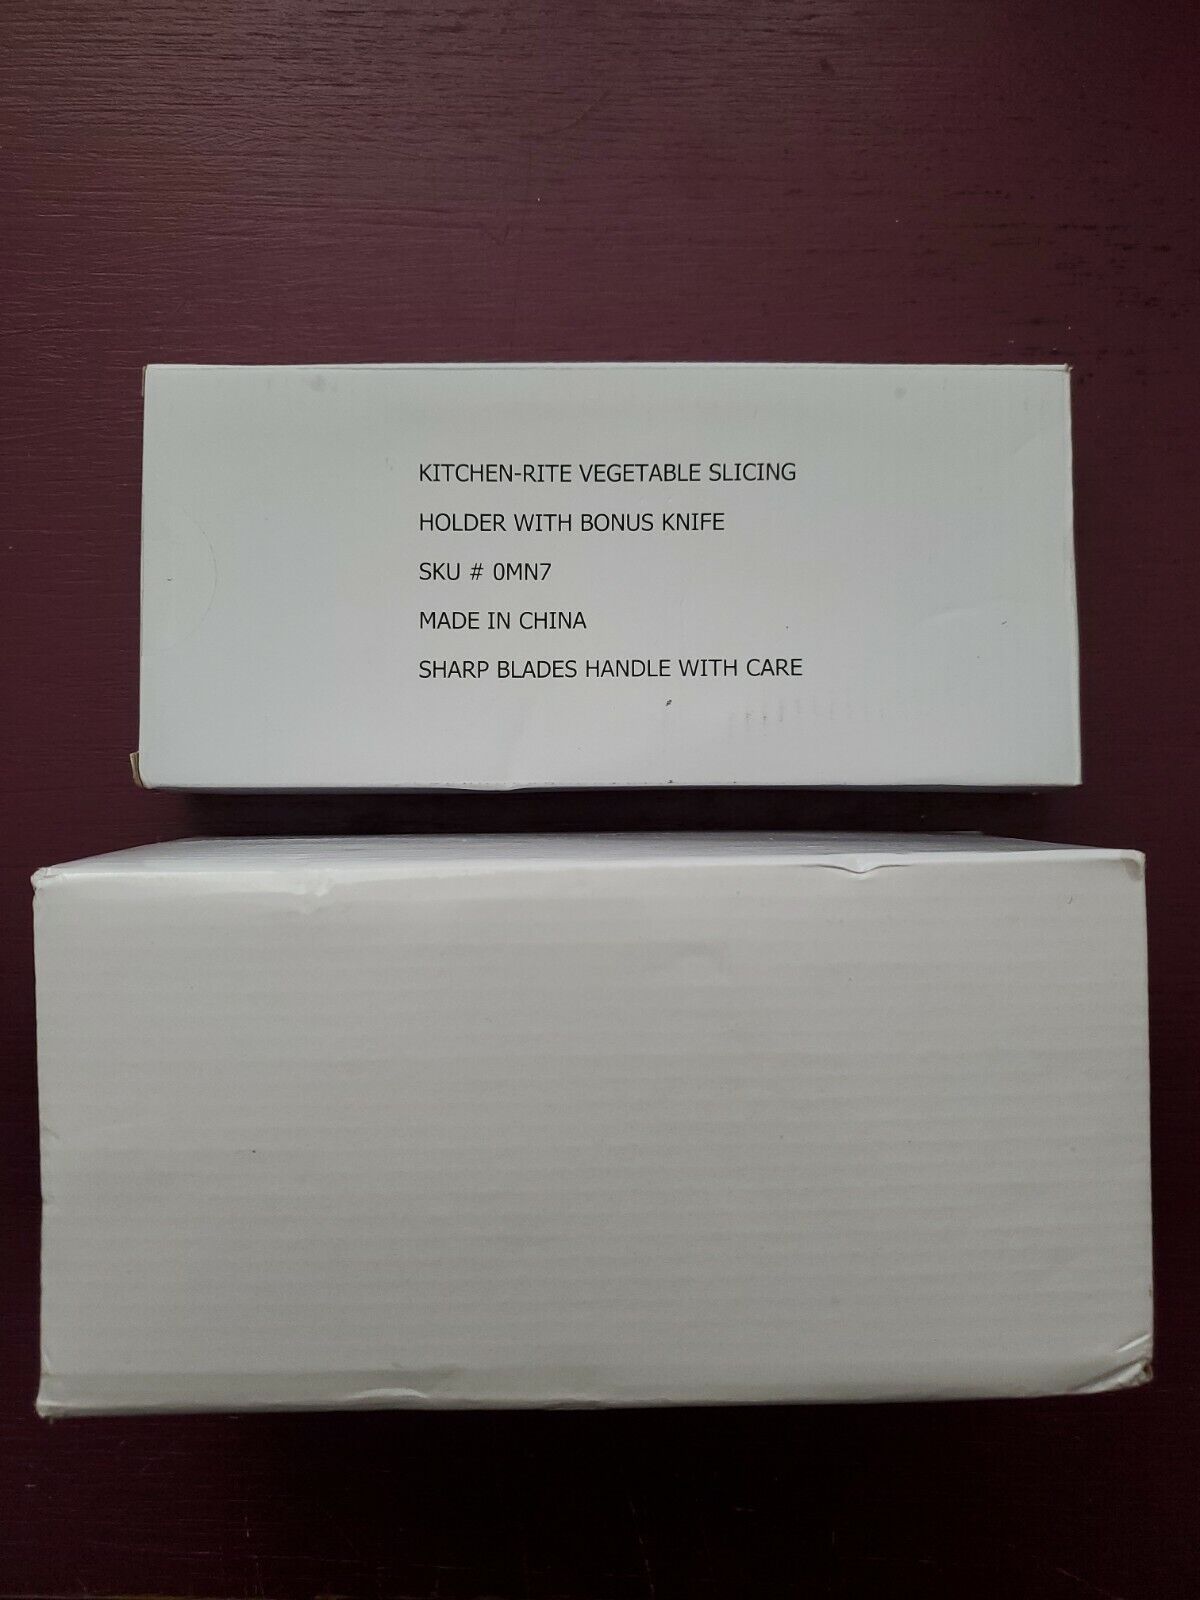 KITCHEN-RITE VEGETABLE SLICING
HOLDER WITH BONUS KNIFE
SKU # 0MN7
MADE IN CHINA
SHARP BLADES HANDLE WITH CARE